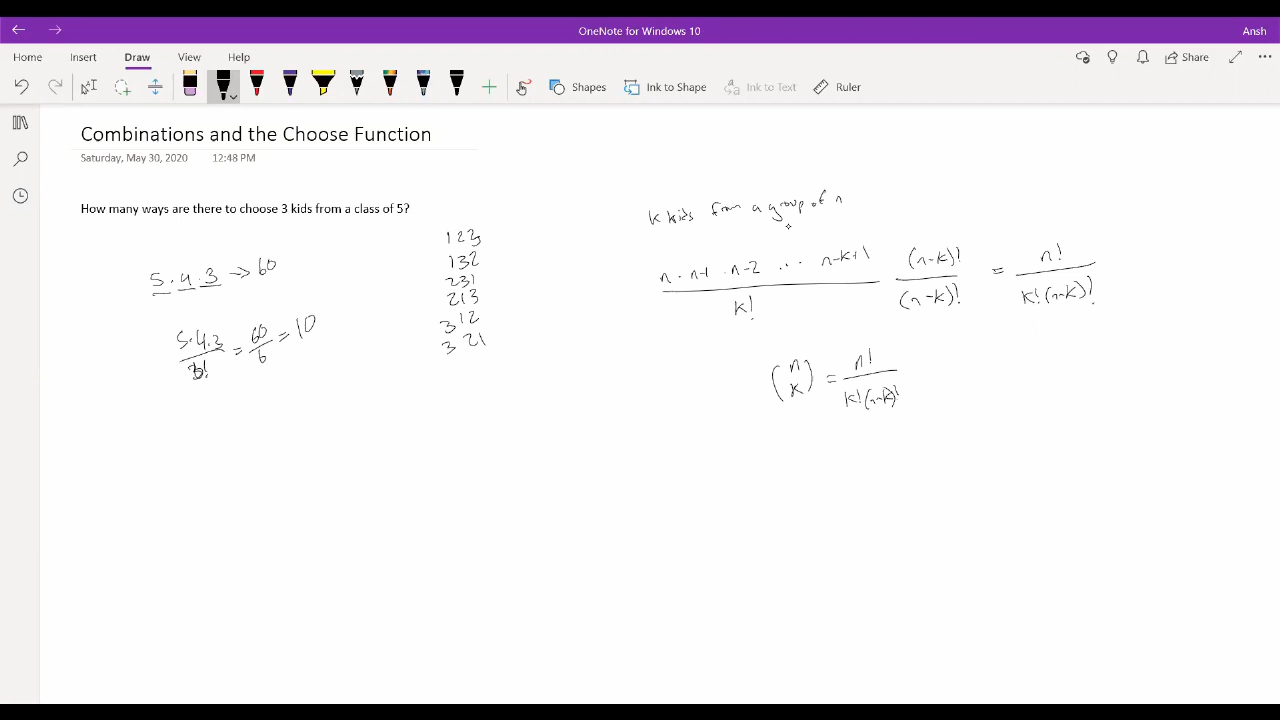 OneNote for Windows 10
Ansh
Home Insert Draw View Help
Share
Shapes Ink to Shape Ink to Text Ruler
Combinations and the Choose Function
Saturday, May 30, 2020 12:48 PM
How many ways are there to choose 3 kids from a class of 5?
5 · 4 · 3 → 60
5·4·3 / 3! = 60 / 6 = 10
123
132
231
213
312
321
k kids from a group of n
n · n-1 · n-2 ... n-k+1 / k! (n-k)! / (n-k)! = n! / k!(n-k)!
(n k) = n! / k!(n-k)!